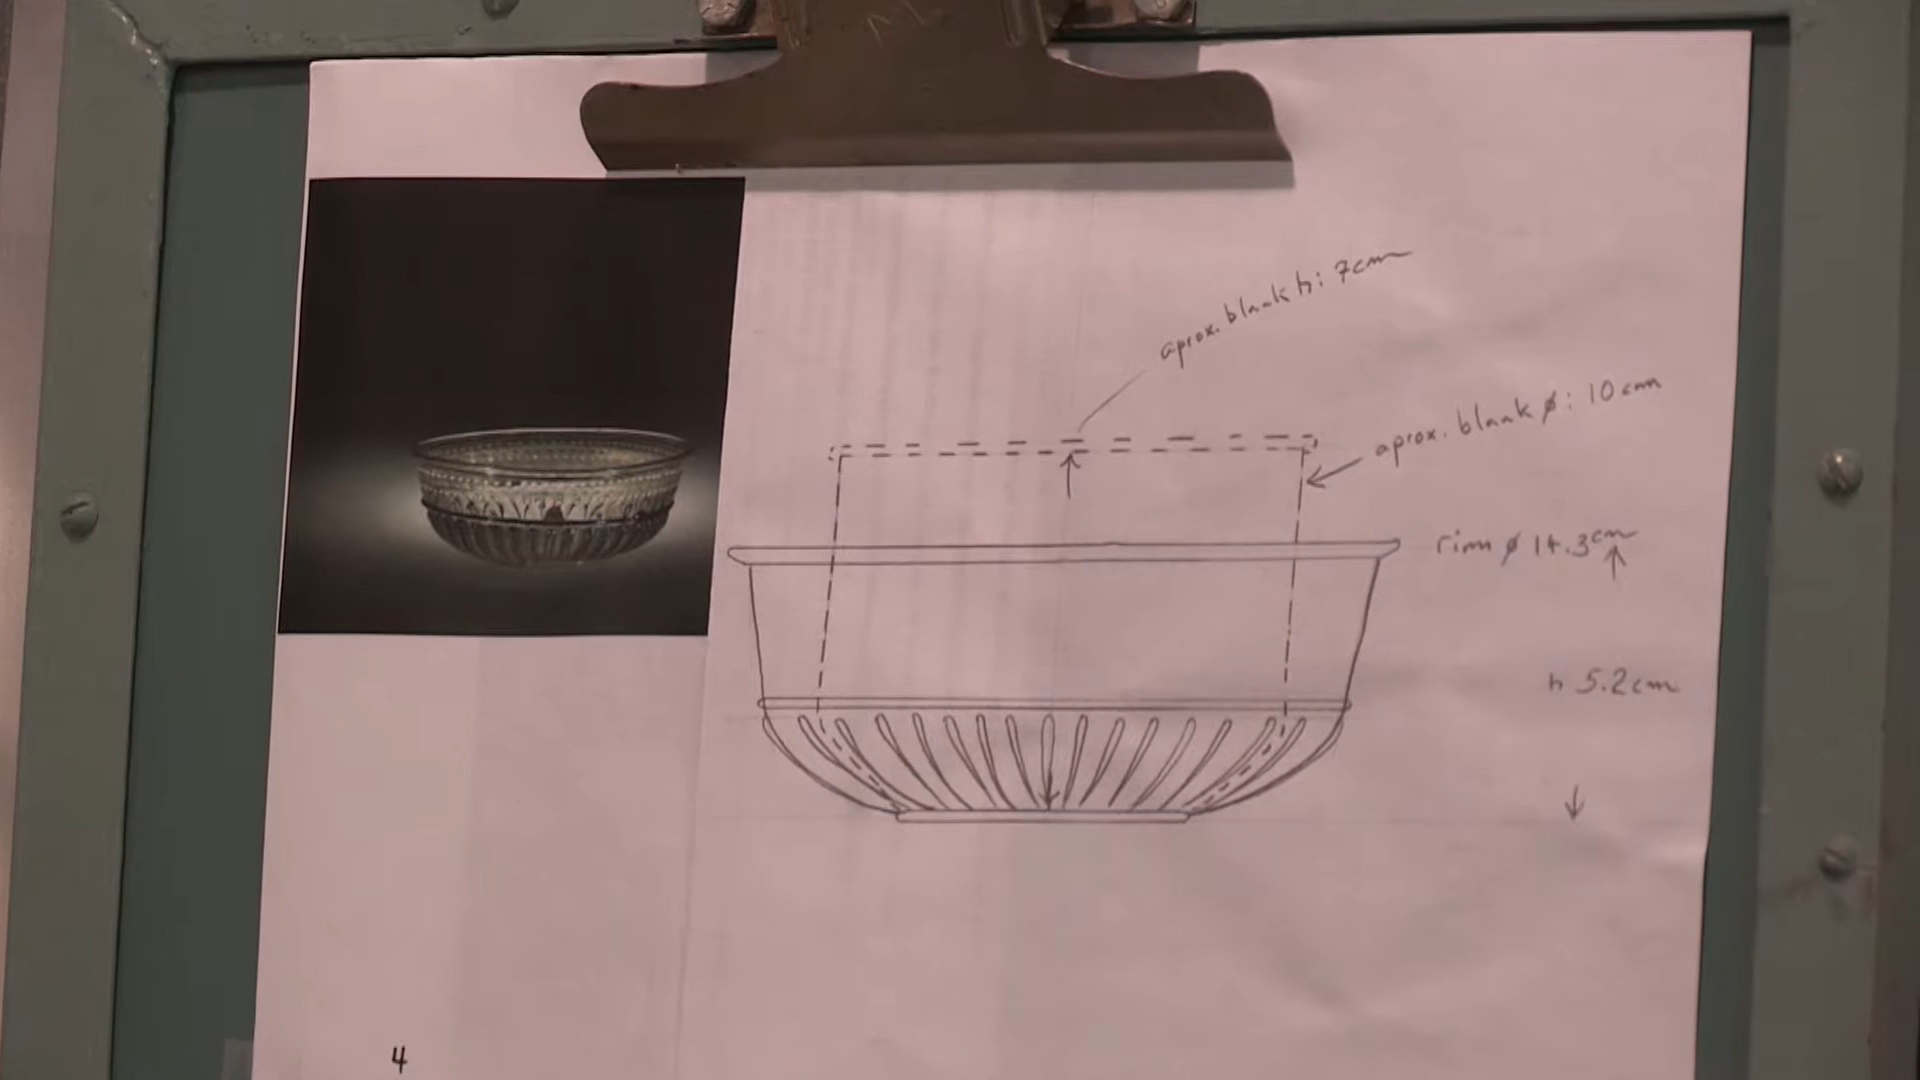 aprox. blank h: 7cm
aprox. blank ø: 10cm
rim ø 14.3cm
h 5.2cm
4